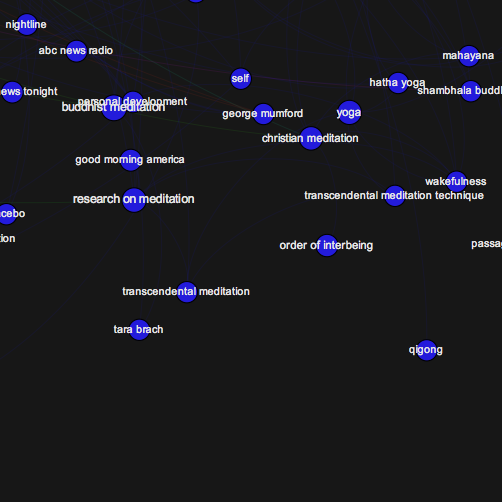 nightline
abc news radio
mahayana
self
hatha yoga
ews tonight
shambhala buddl
personal development
buddhist meditation
george mumford
yoga
christian meditation
good morning america
wakefulness
research on meditation
transcendental meditation technique
cebo
ion
order of interbeing
passag
transcendental meditation
tara brach
qigong